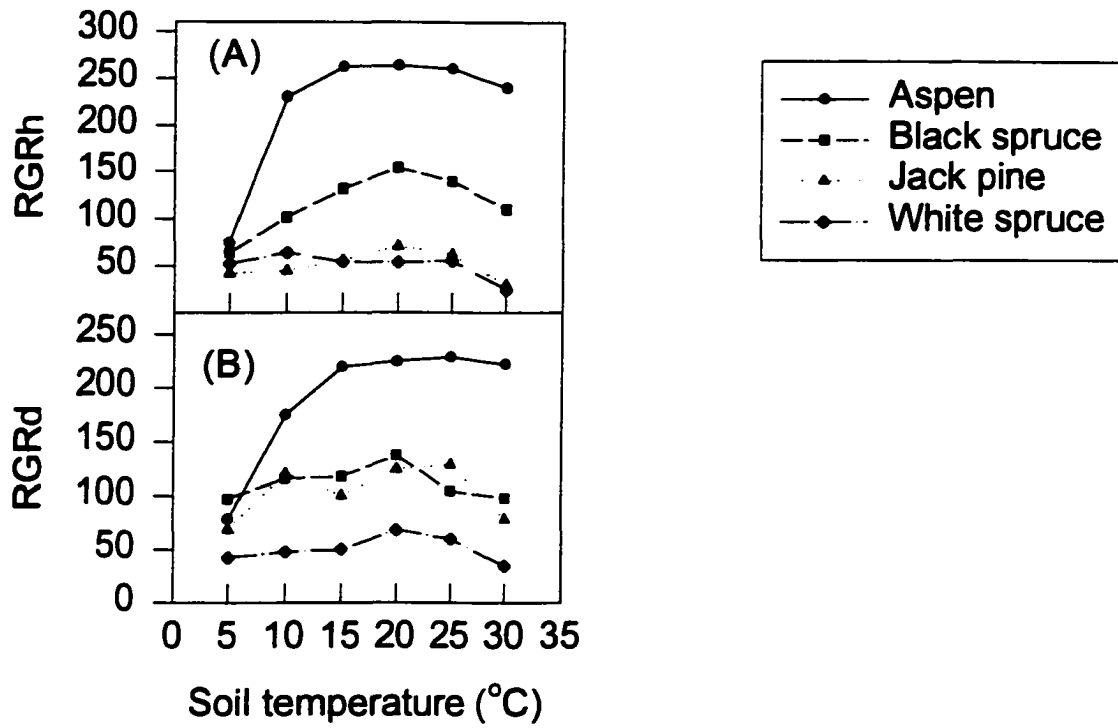 300
250
200
150
100
50
RGRh
(A)
250
200
150
100
50
0
RGRd
(B)
0 5 10 15 20 25 30 35
Soil temperature (°C)
Aspen
Black spruce
Jack pine
White spruce